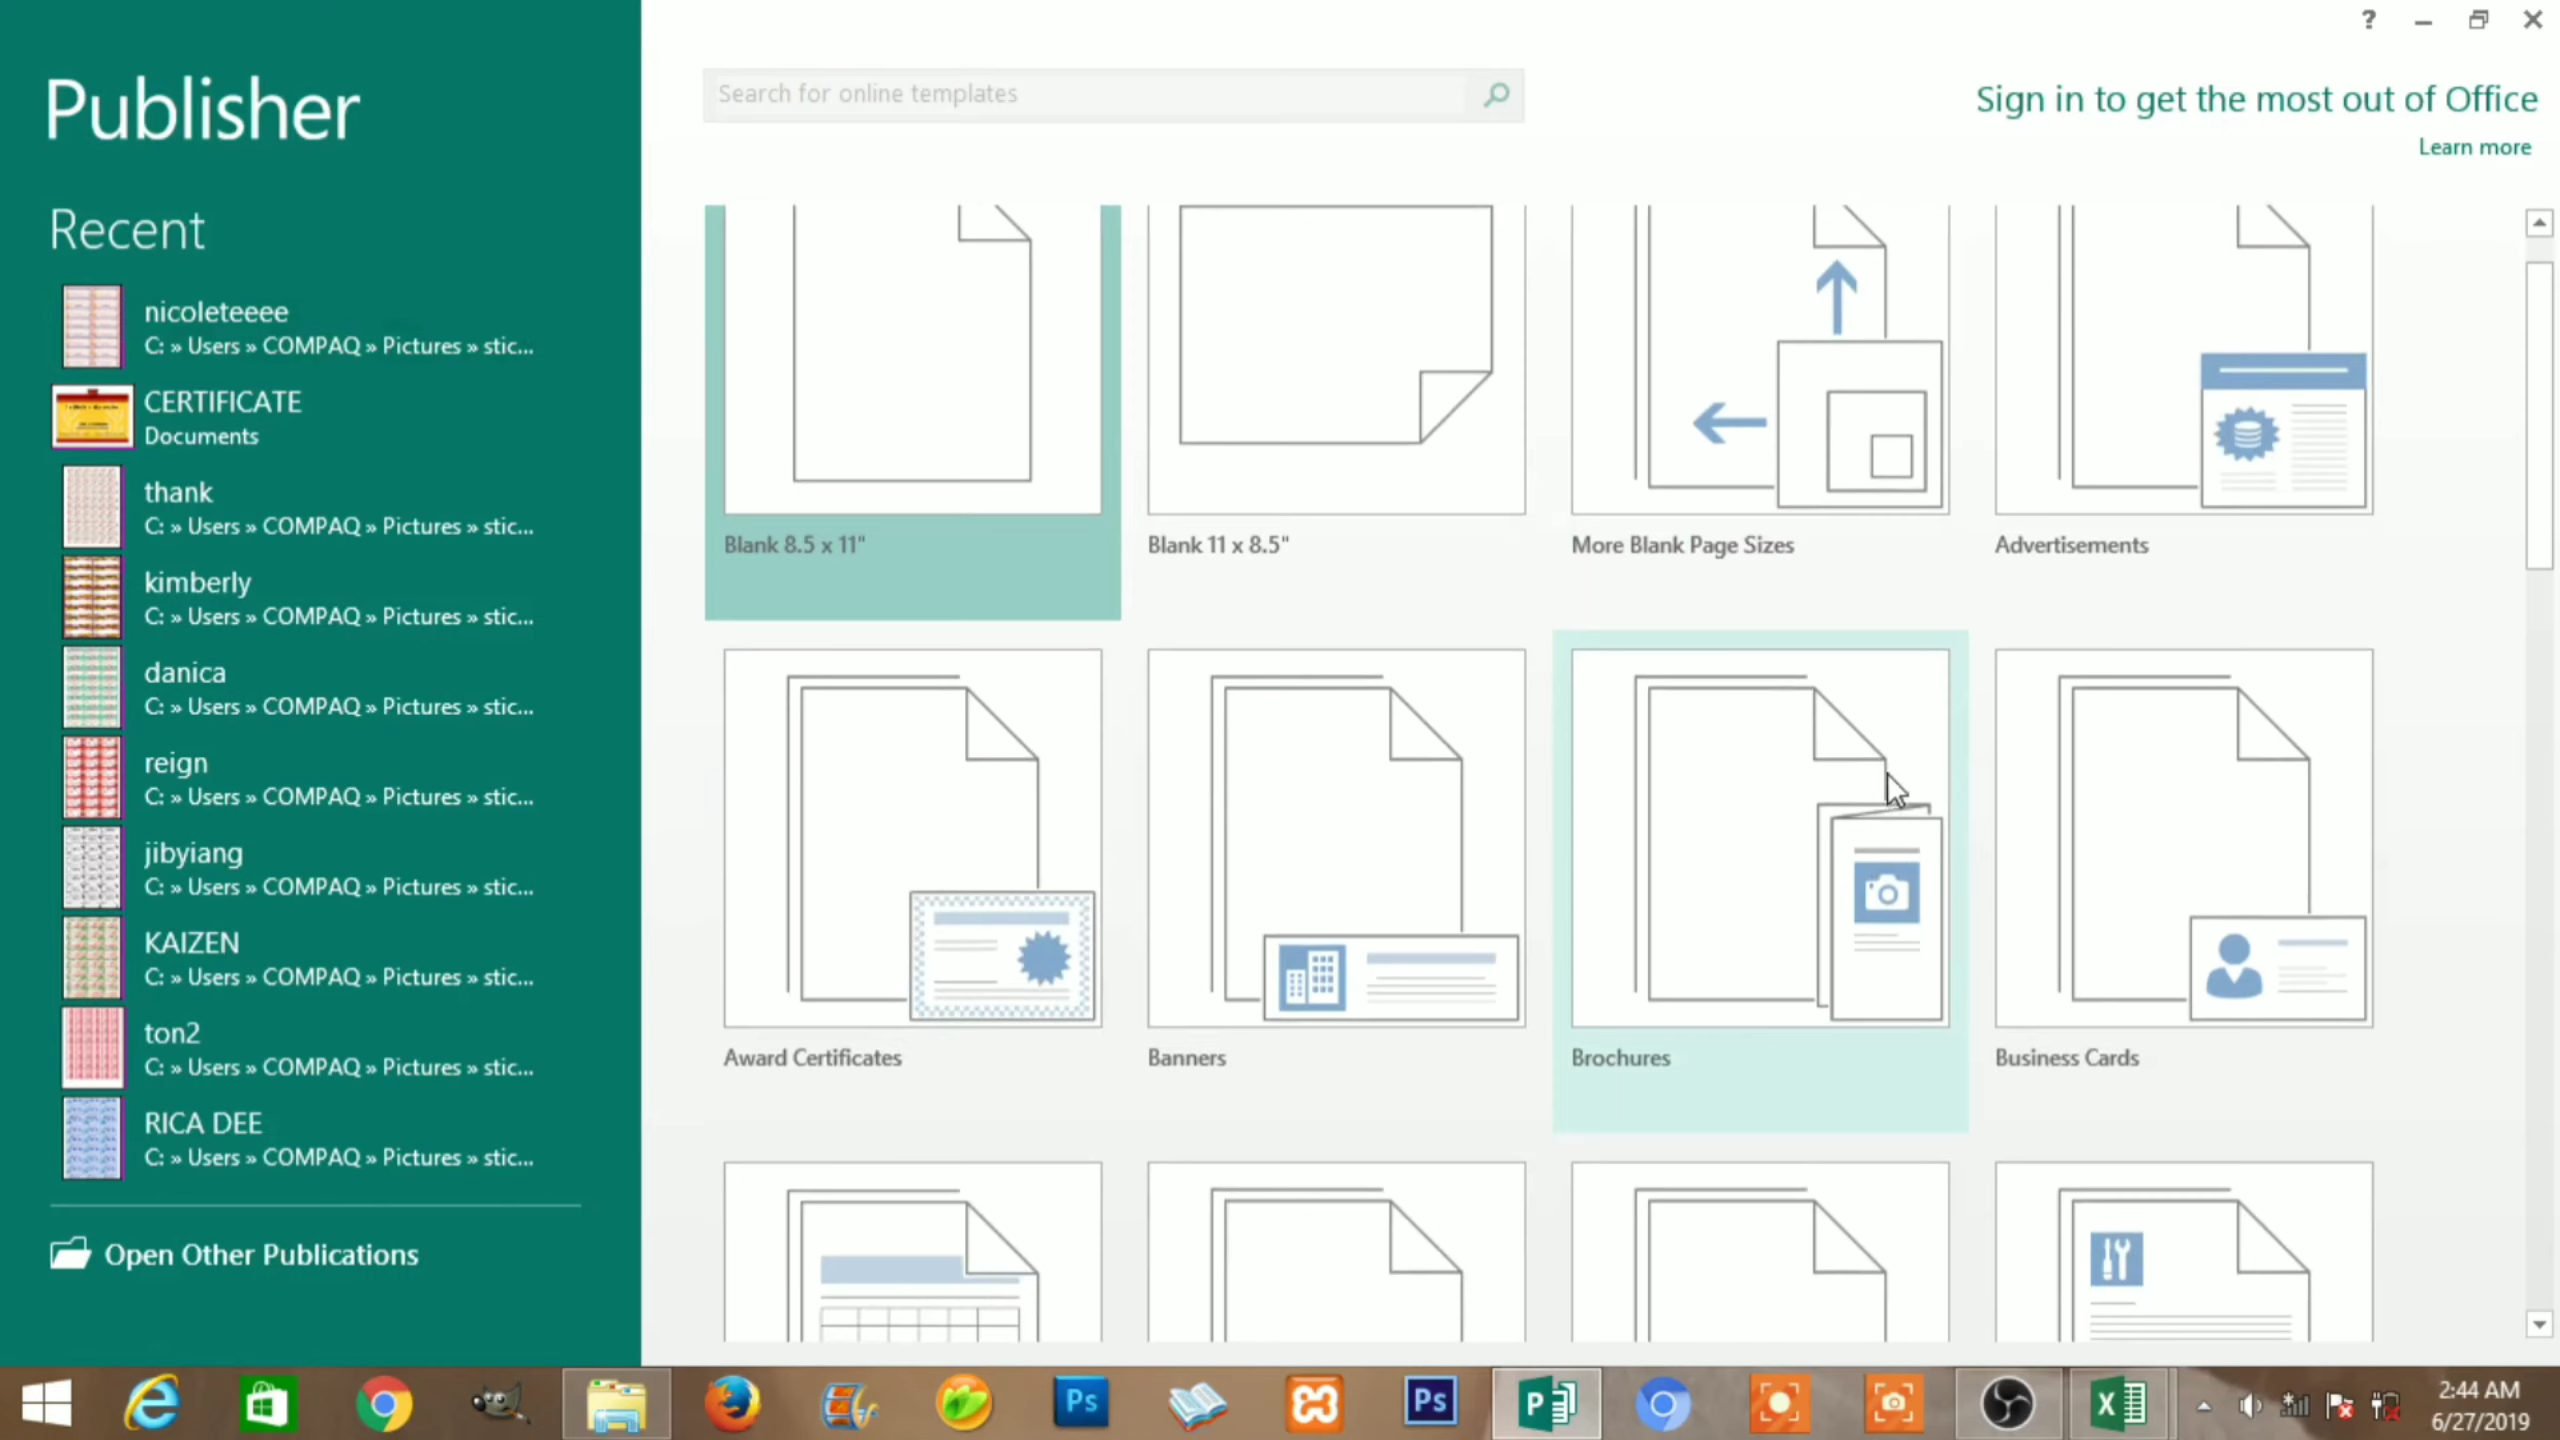 ?
Publisher
Search for online templates
Sign in to get the most out of Office
Learn more
Recent
nicoleteeee
C: » Users » COMPAQ » Pictures » stic...
CERTIFICATE
Documents
thank
C: » Users » COMPAQ » Pictures » stic...
kimberly
C: » Users » COMPAQ » Pictures » stic...
danica
C: » Users » COMPAQ » Pictures » stic...
reign
C: » Users » COMPAQ » Pictures » stic...
jibyiang
C: » Users » COMPAQ » Pictures » stic...
KAIZEN
C: » Users » COMPAQ » Pictures » stic...
ton2
C: » Users » COMPAQ » Pictures » stic...
RICA DEE
C: » Users » COMPAQ » Pictures » stic...
Open Other Publications
Blank 8.5 x 11"
Blank 11 x 8.5"
More Blank Page Sizes
Advertisements
Award Certificates
Banners
Brochures
Business Cards
Ps
Ps
P
X
2:44 AM
6/27/2019